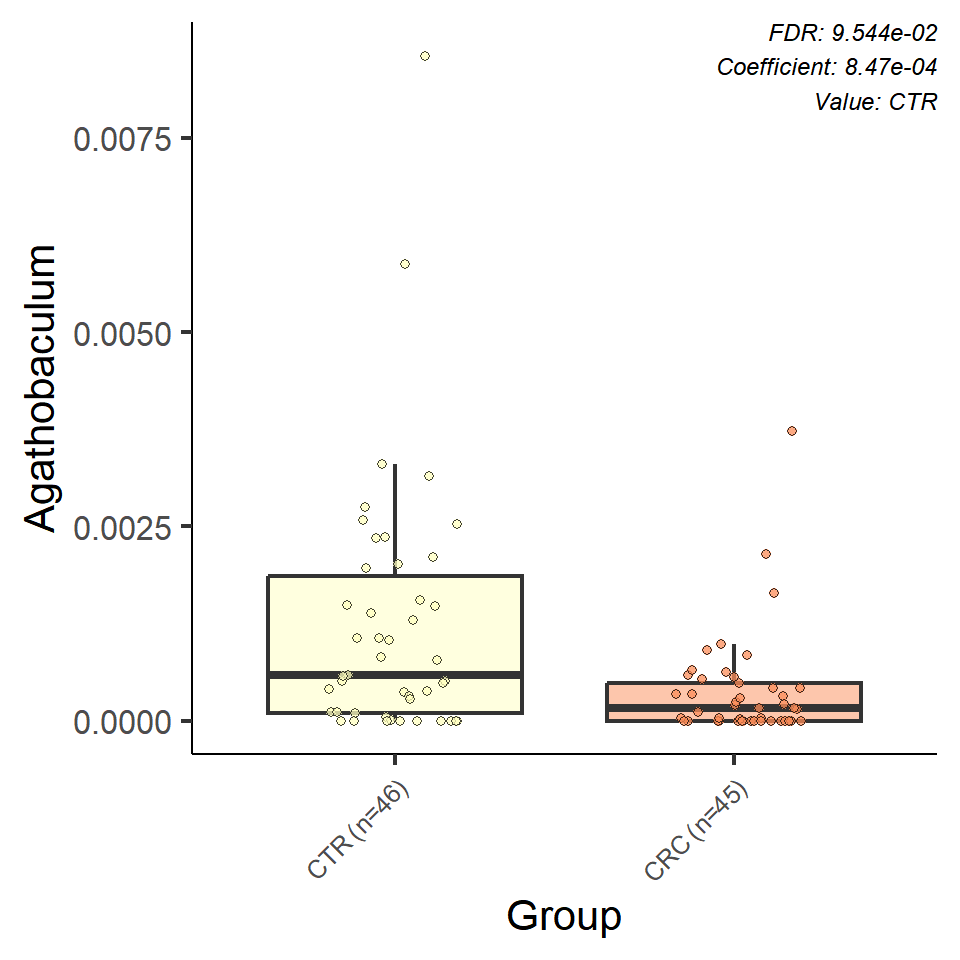 FDR: 9.544e-02
Coefficient: 8.47e-04
Value: CTR
Agathobaculum
0.0075
0.0050
0.0025
0.0000
CTR (n=46)
CRC (n=45)
Group